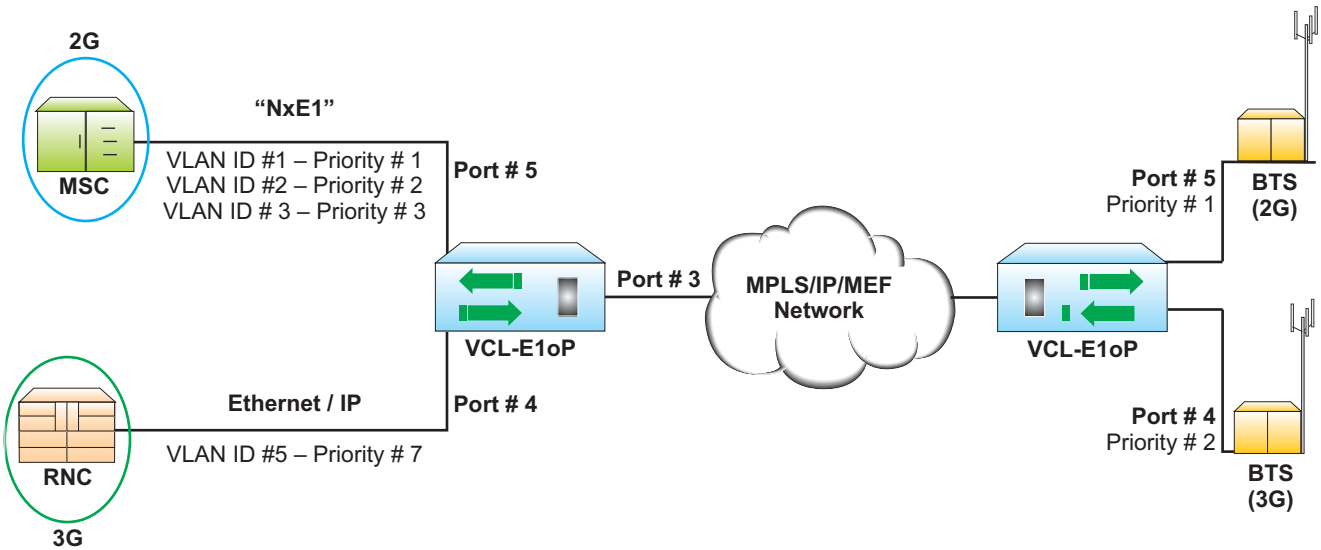 2G
“NxE1”
MSC
VLAN ID #1 – Priority # 1
VLAN ID #2 – Priority # 2
VLAN ID # 3 – Priority # 3
Port # 5
VCL-E1oP
Port # 3
MPLS/IP/MEF
Network
VCL-E1oP
Port # 5
Priority # 1
BTS
(2G)
Ethernet / IP
Port # 4
VLAN ID #5 – Priority # 7
RNC
3G
Port # 4
Priority # 2
BTS
(3G)